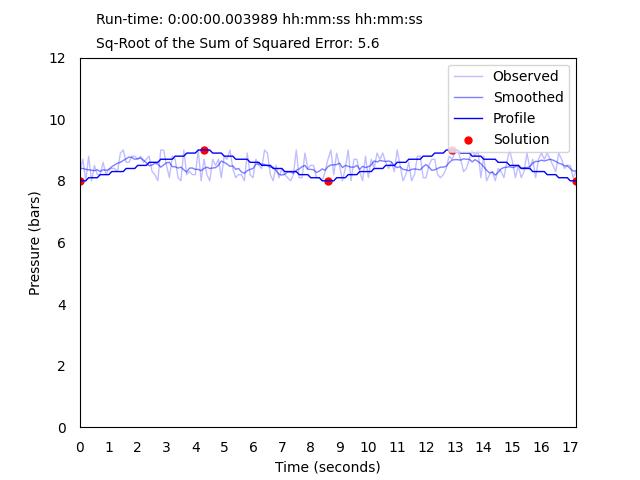 Run-time: 0:00:00.003989 hh:mm:ss hh:mm:ss
Sq-Root of the Sum of Squared Error: 5.6
Observed
Smoothed
Profile
Solution
Pressure (bars)
12
10
8
6
4
2
0
0 1 2 3 4 5 6 7 8 9 10 11 12 13 14 15 16 17
Time (seconds)